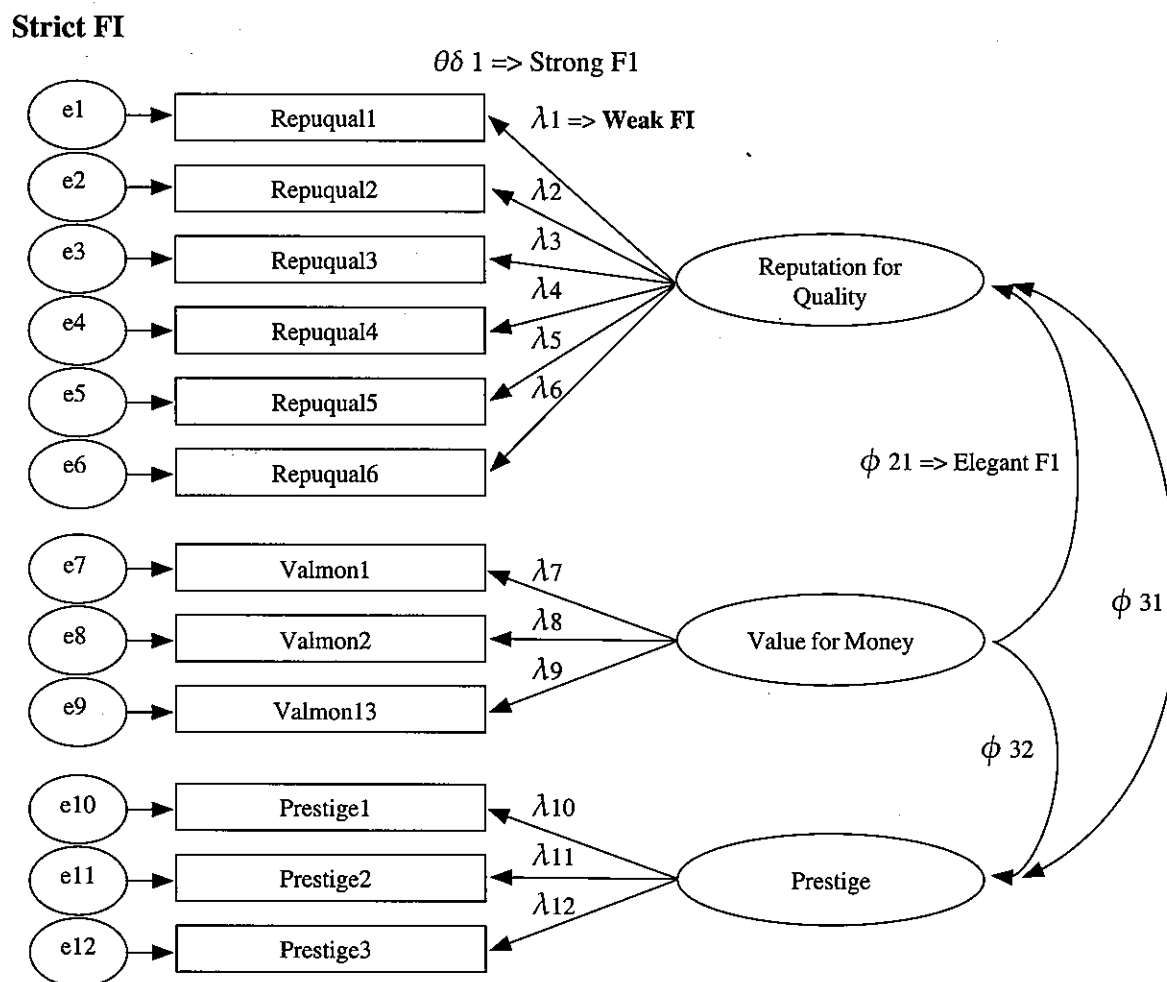 Strict FI
θδ 1 => Strong F1
e1
Repuqual1
λ1 => Weak FI
e2
Repuqual2
λ2
e3
Repuqual3
λ3
Reputation for
Quality
e4
Repuqual4
λ4
e5
Repuqual5
λ5
e6
Repuqual6
λ6
ϕ 21 => Elegant F1
e7
Valmon1
λ7
ϕ 31
e8
Valmon2
λ8
Value for Money
e9
Valmon13
λ9
ϕ 32
e10
Prestige1
λ10
e11
Prestige2
λ11
Prestige
e12
Prestige3
λ12